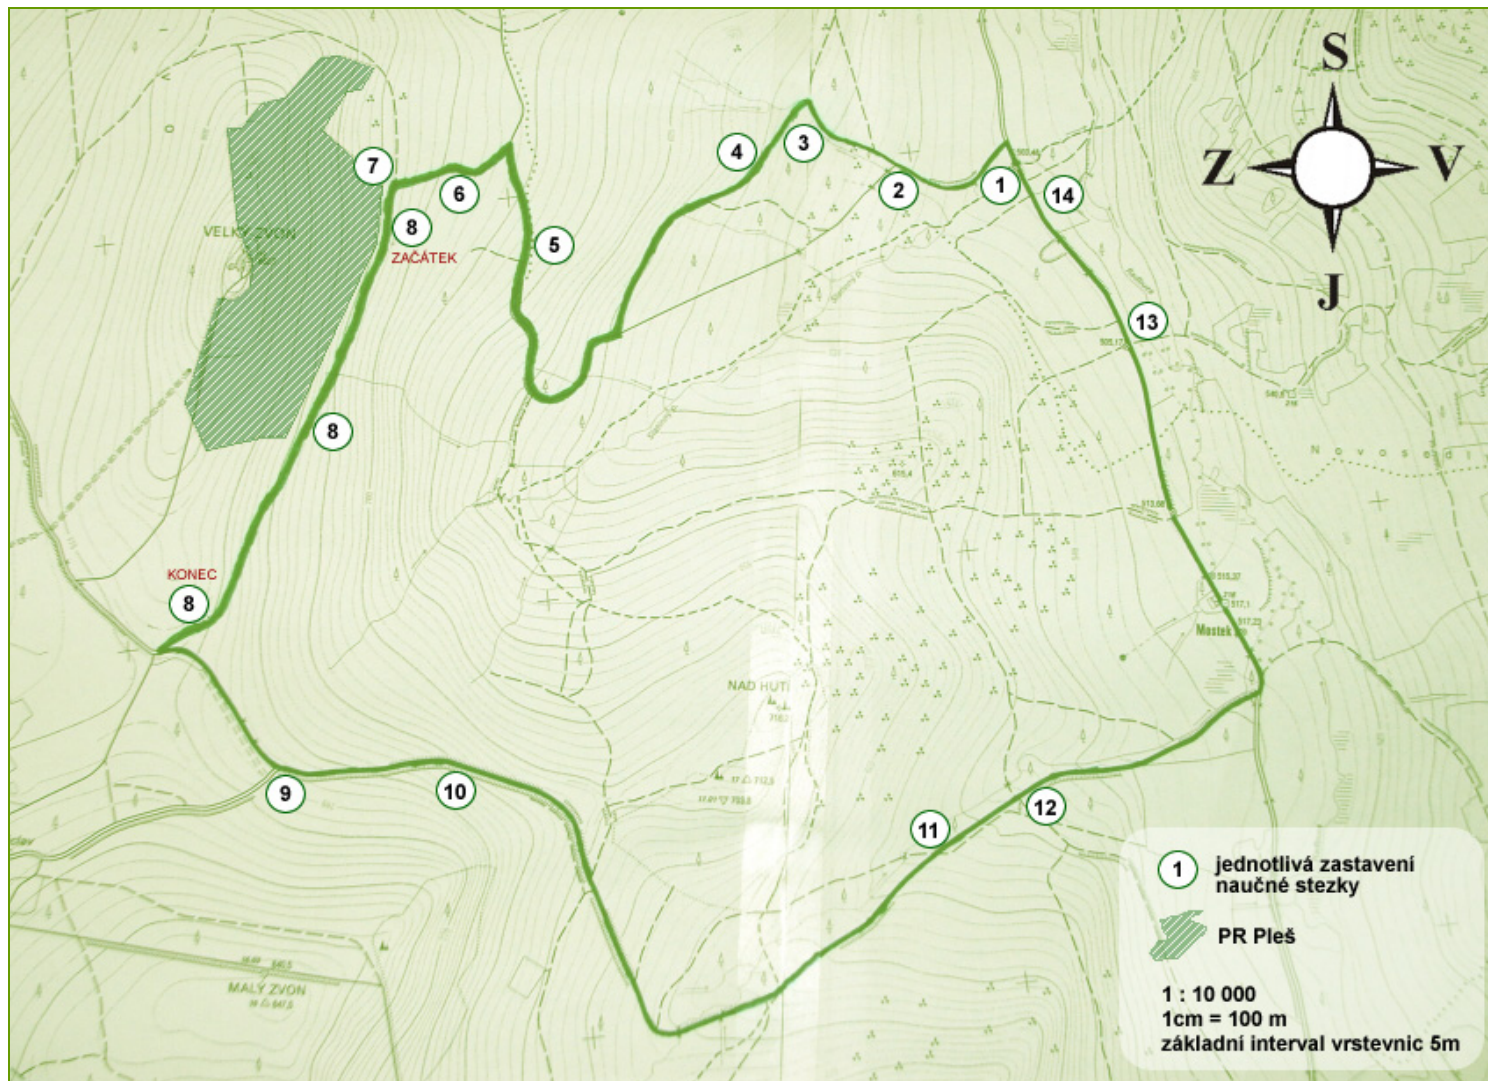 S
Z
V
J
7
6
8
ZAČÁTEK
5
4
3
2
1
14
13
VELKÝ ZVON
8
KONEC
8
9
10
11
12
Mostek
NAD HUTÍ
MALÝ ZVON
1 jednotlivá zastavení
naučné stezky
PR Pleš
1 : 10 000
1cm = 100 m
základní interval vrstevnic 5m